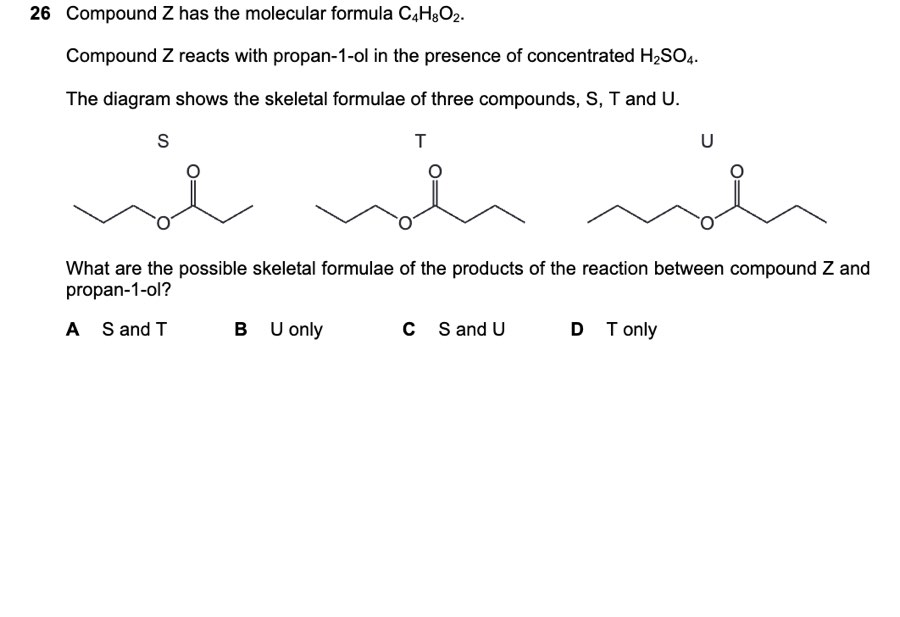 26 Compound Z has the molecular formula C₄H₈O₂.
Compound Z reacts with propan-1-ol in the presence of concentrated H₂SO₄.
The diagram shows the skeletal formulae of three compounds, S, T and U.
S T U
O O O
O O O
What are the possible skeletal formulae of the products of the reaction between compound Z and
propan-1-ol?
A S and T B U only C S and U D T only